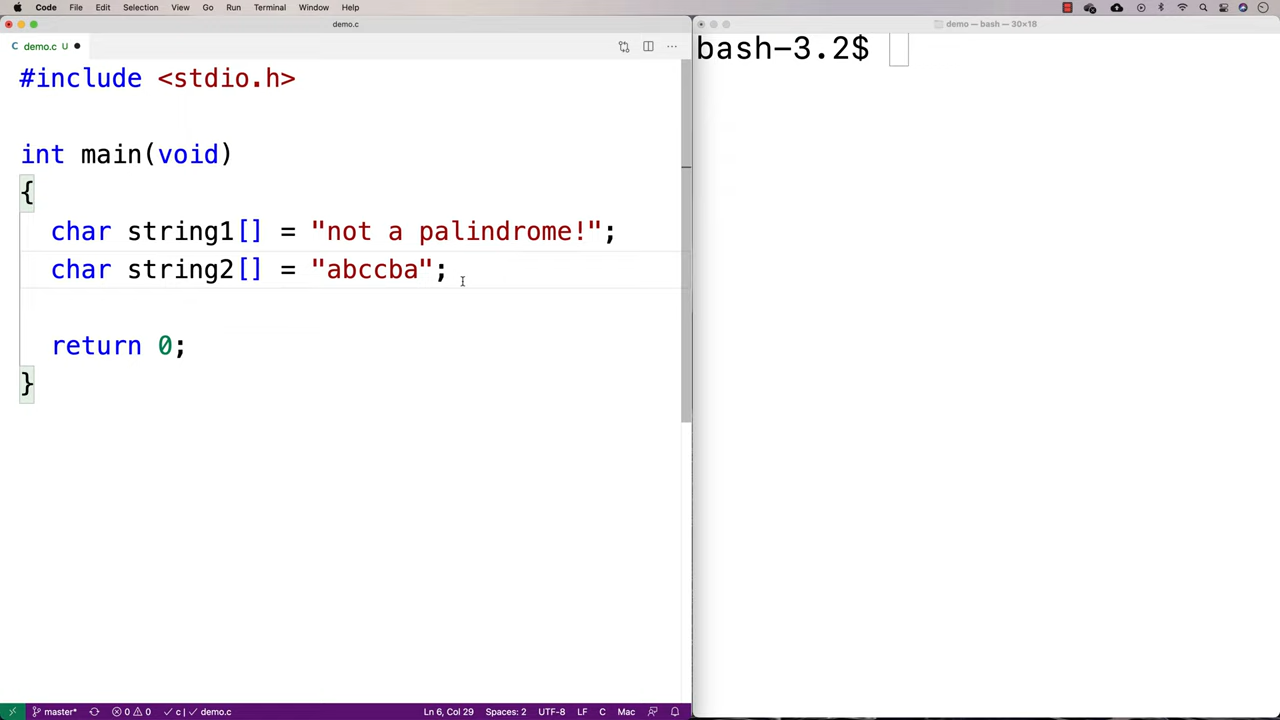 Code File Edit Selection View Go Run Terminal Window Help
demo.c
demo — bash — 30×18
C demo.c U
#include <stdio.h>
int main(void)
{
char string1[] = "not a palindrome!";
char string2[] = "abccba";
return 0;
}
bash-3.2$
master* 0 0 c | demo.c Ln 6, Col 29 Spaces: 2 UTF-8 LF C Mac